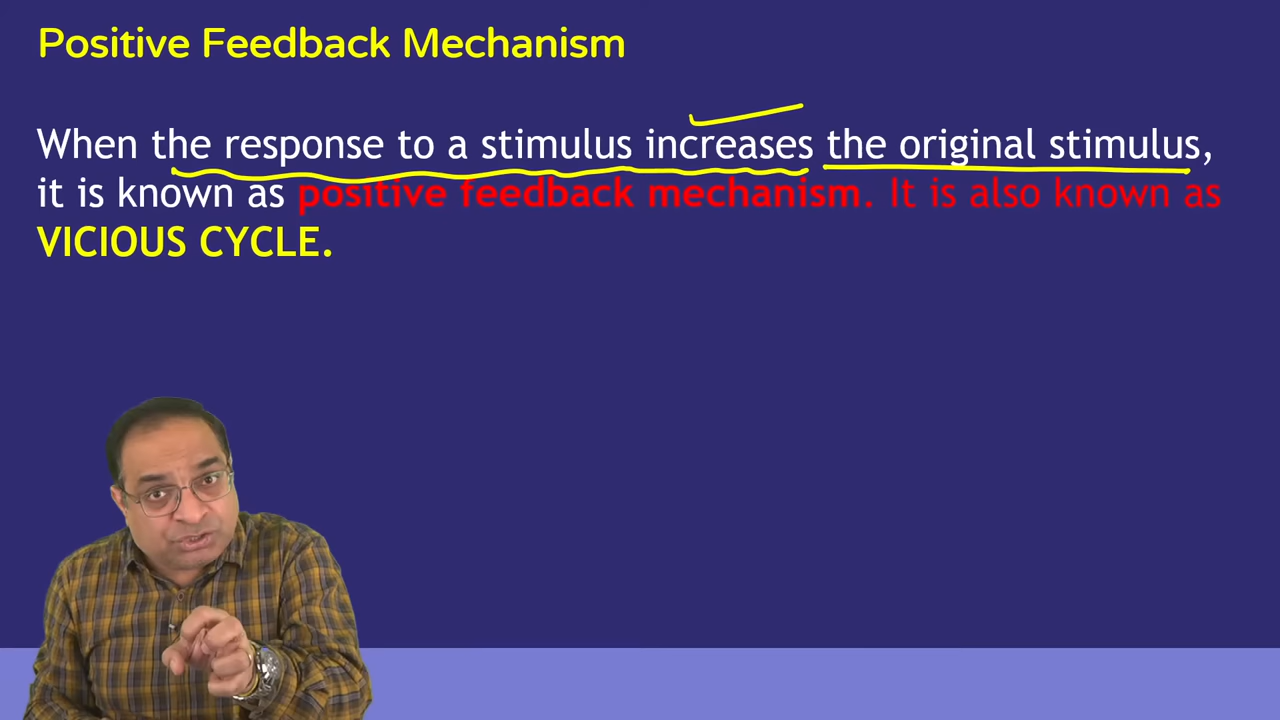 Positive Feedback Mechanism
When the response to a stimulus increases the original stimulus,
it is known as positive feedback mechanism. It is also known as
VICIOUS CYCLE.